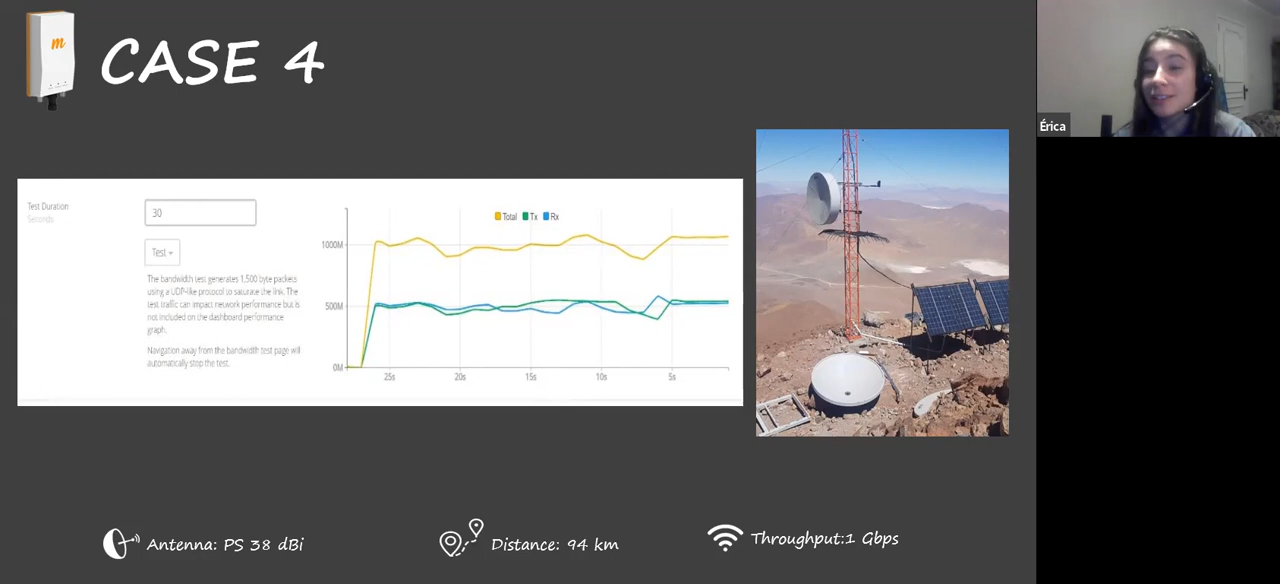 m
CASE 4
Érica
Test Duration
Seconds
30
Test
The bandwidth test generates 1,500 byte packets
using a UDP-like protocol to saturate the link. The
test traffic can impact network performance but is
not included on the dashboard performance
graph.
Navigation away from the bandwidth test page will
automatically stop the test.
Total Tx Rx
1000M
500M
0M
25s 20s 15s 10s 5s
Antenna: PS 38 dBi
Distance: 94 km
Throughput:1 Gbps